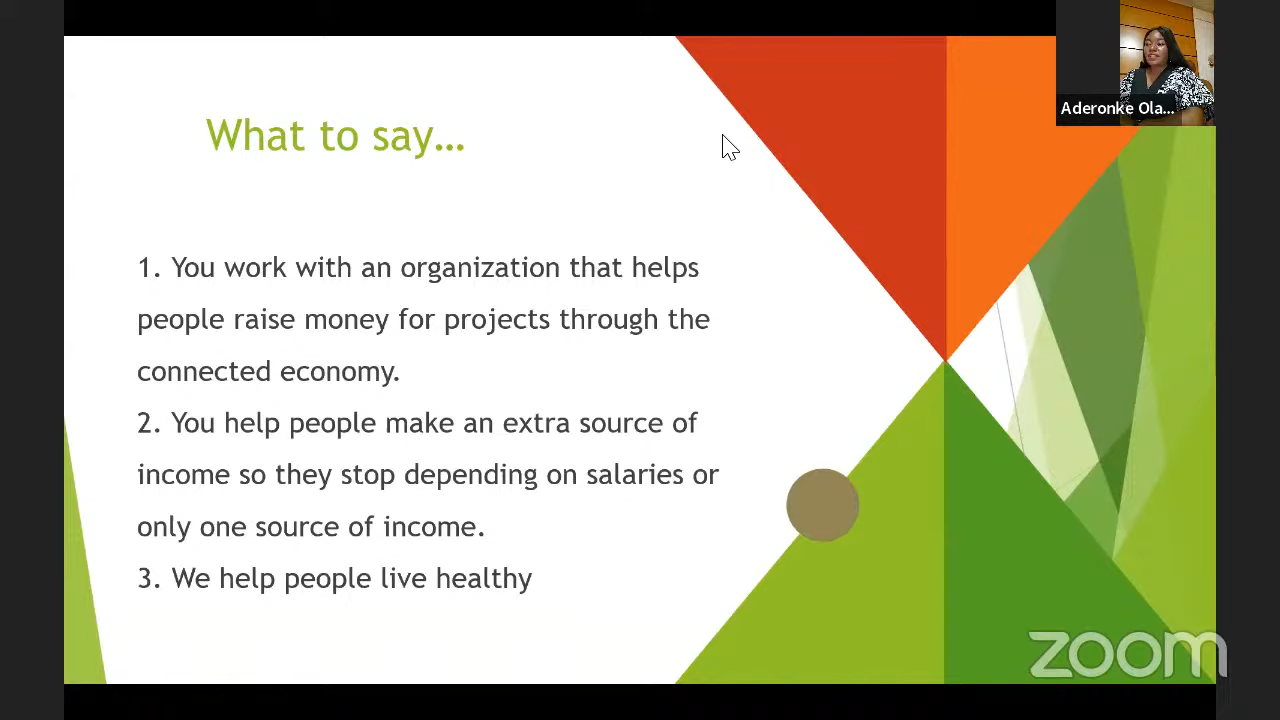 Aderonke Ola...
What to say…
1. You work with an organization that helps
people raise money for projects through the
connected economy.
2. You help people make an extra source of
income so they stop depending on salaries or
only one source of income.
3. We help people live healthy
zoom